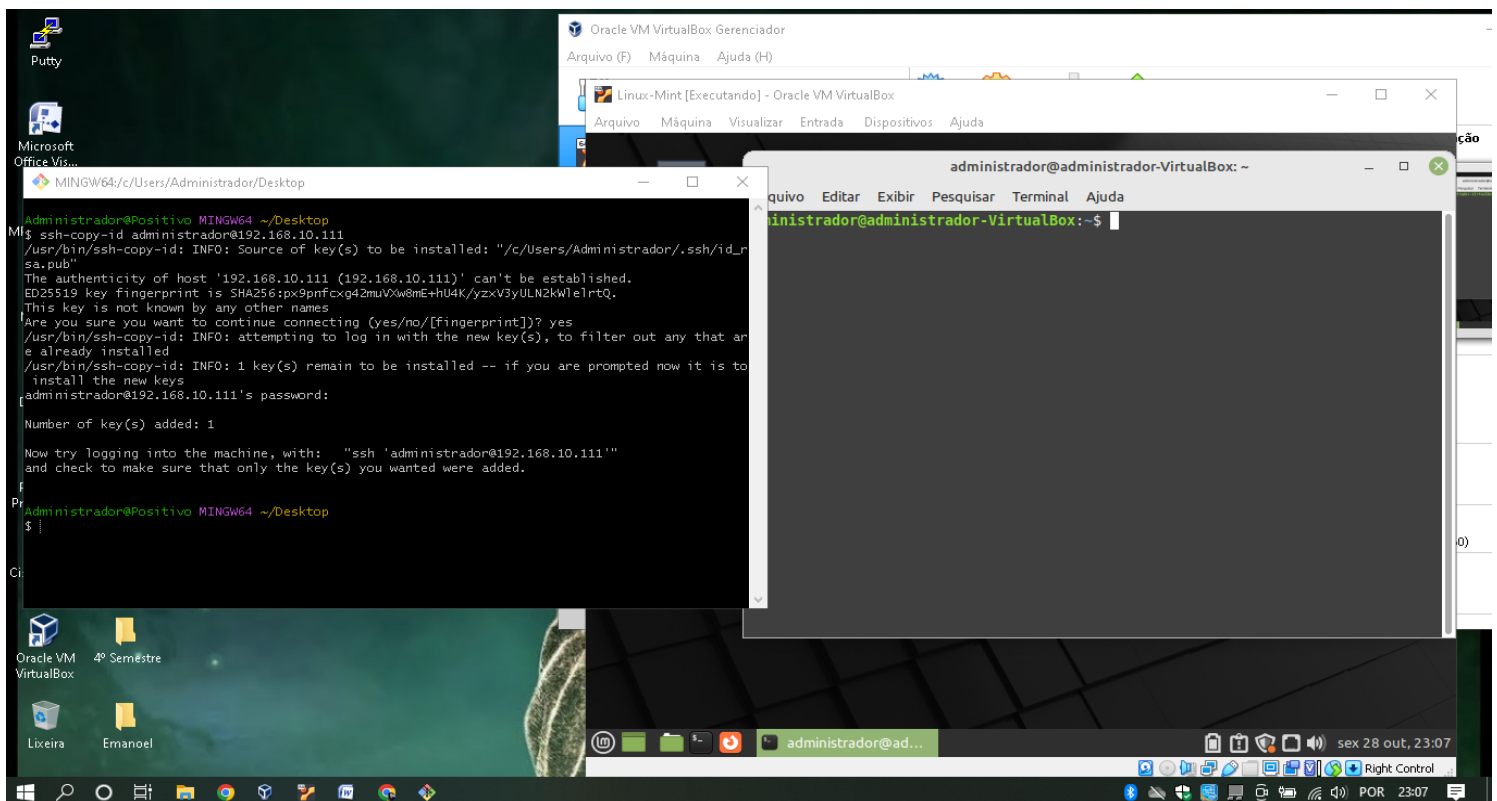 Putty
Microsoft
Office Vis...
Oracle VM
VirtualBox
4º Semestre
Lixeira
Emanoel
Oracle VM VirtualBox Gerenciador
Arquivo (F) Máquina Ajuda (H)
Linux-Mint [Executando] - Oracle VM VirtualBox
Arquivo Máquina Visualizar Entrada Dispositivos Ajuda
administrador@administrador-VirtualBox: ~
quivo Editar Exibir Pesquisar Terminal Ajuda
ministrador@administrador-VirtualBox:~$
MINGW64:/c/Users/Administrador/Desktop
Administrador@Positivo MINGW64 ~/Desktop
$ ssh-copy-id administrador@192.168.10.111
/usr/bin/ssh-copy-id: INFO: Source of key(s) to be installed: "/c/Users/Administrador/.ssh/id_r
sa.pub"
The authenticity of host '192.168.10.111 (192.168.10.111)' can't be established.
ED25519 key fingerprint is SHA256:px9pnfcxg42muVXw8mE+hU4K/yzxV3yULN2kWlelrtQ.
This key is not known by any other names
Are you sure you want to continue connecting (yes/no/[fingerprint])? yes
/usr/bin/ssh-copy-id: INFO: attempting to log in with the new key(s), to filter out any that ar
e already installed
/usr/bin/ssh-copy-id: INFO: 1 key(s) remain to be installed -- if you are prompted now it is to
install the new keys
administrador@192.168.10.111's password:
Number of key(s) added: 1
Now try logging into the machine, with: "ssh 'administrador@192.168.10.111'"
and check to make sure that only the key(s) you wanted were added.
Administrador@Positivo MINGW64 ~/Desktop
$
ção
0)
administrador@ad...
sex 28 out, 23:07
Right Control
POR 23:07